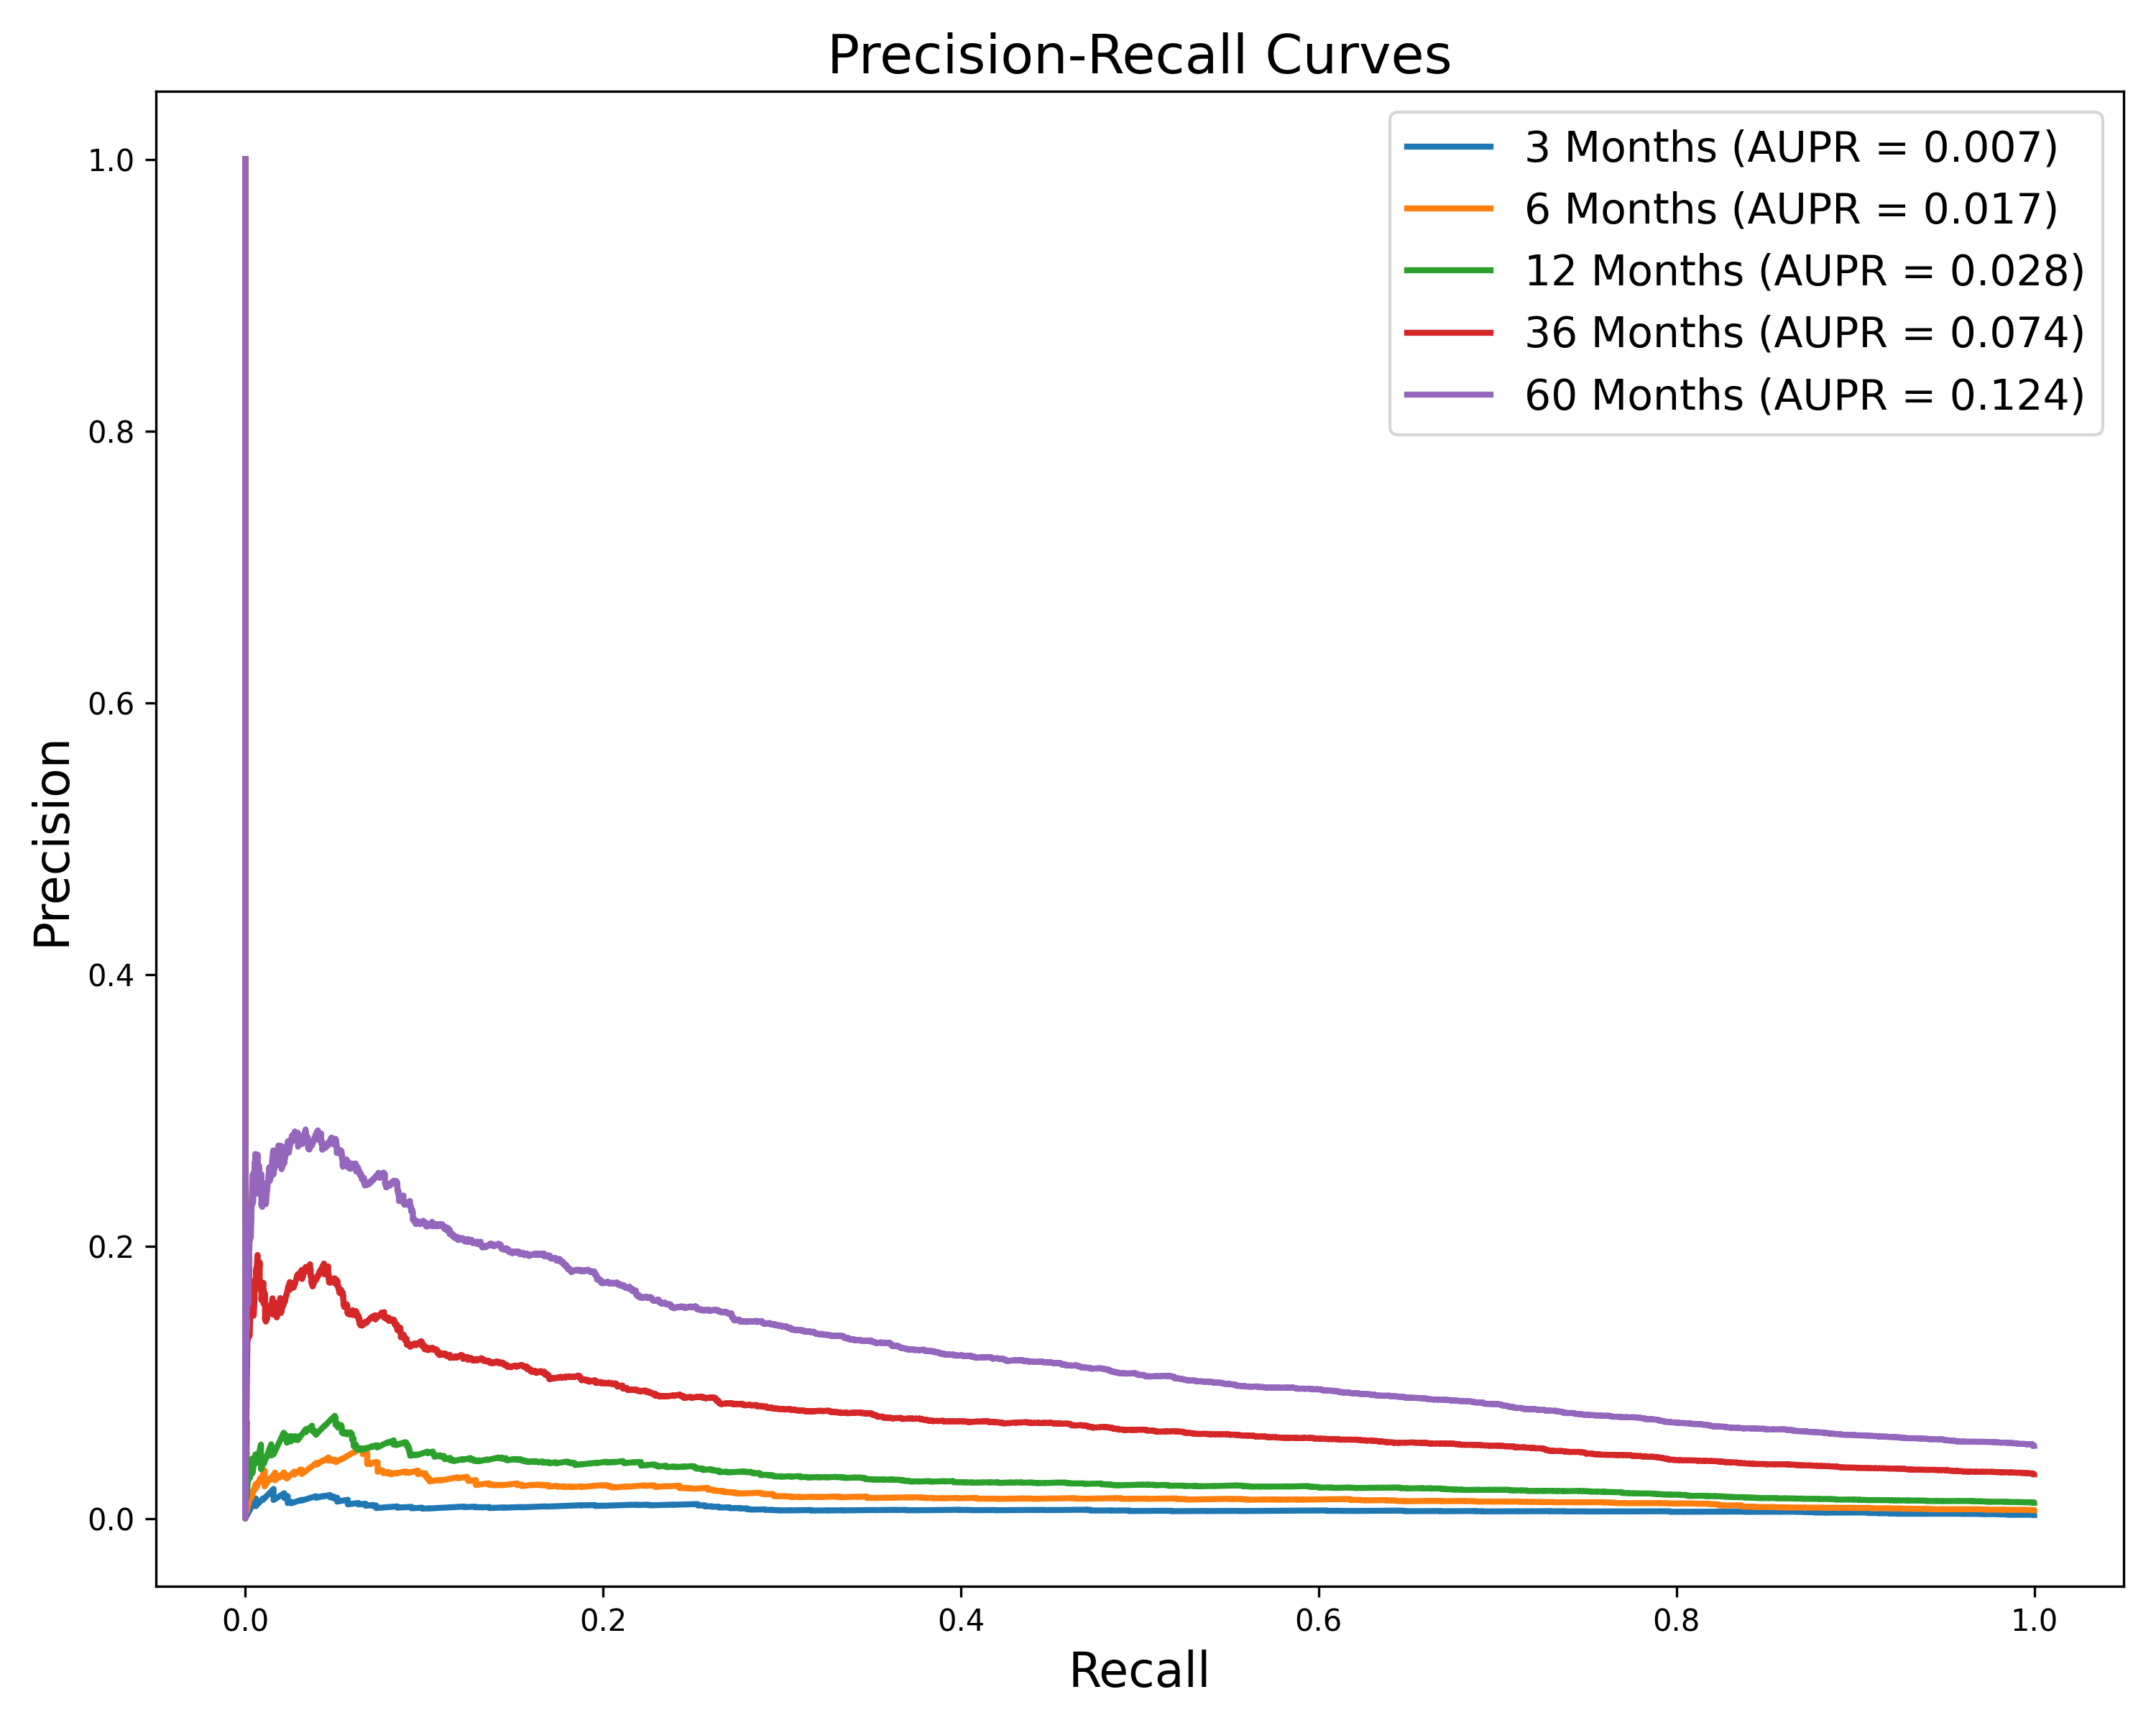 Precision-Recall Curves
3 Months (AUPR = 0.007)
6 Months (AUPR = 0.017)
12 Months (AUPR = 0.028)
36 Months (AUPR = 0.074)
60 Months (AUPR = 0.124)
Precision
1.0
0.8
0.6
0.4
0.2
0.0
0.0 0.2 0.4 0.6 0.8 1.0
Recall